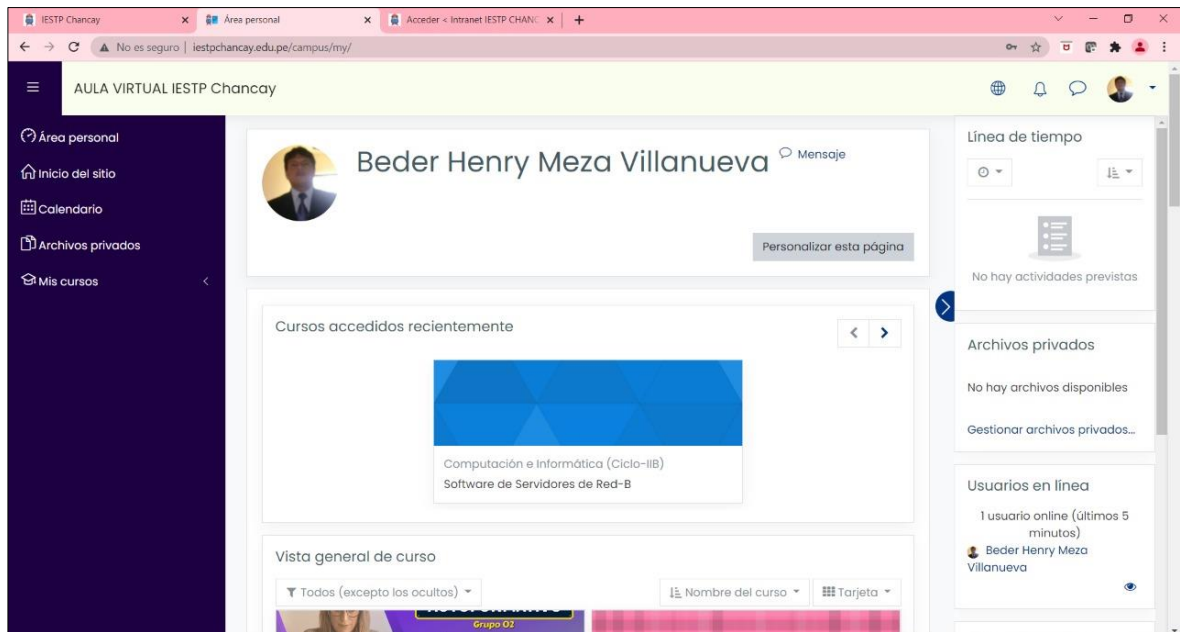 IESTP Chancay
Área personal
Acceder < Intranet IESTP CHANC
No es seguro | iestpchancay.edu.pe/campus/my/
AULA VIRTUAL IESTP Chancay
Área personal
Inicio del sitio
Calendario
Archivos privados
Mis cursos
Beder Henry Meza Villanueva
Mensaje
Personalizar esta página
Cursos accedidos recientemente
Computación e Informática (Ciclo-IIB)
Software de Servidores de Red-B
Vista general de curso
Todos (excepto los ocultos)
Nombre del curso
Tarjeta
Grupo 02
Línea de tiempo
No hay actividades previstas
Archivos privados
No hay archivos disponibles
Gestionar archivos privados...
Usuarios en línea
1 usuario online (últimos 5
minutos)
Beder Henry Meza
Villanueva